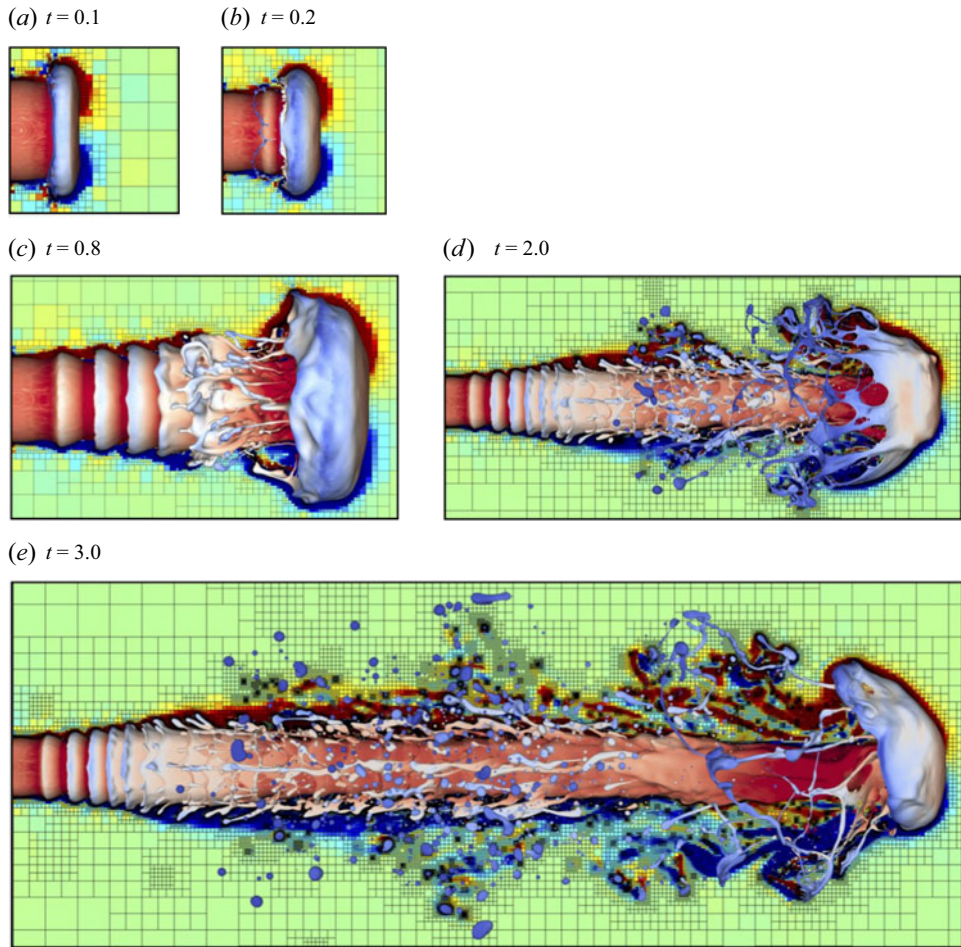 (a) t = 0.1
(b) t = 0.2
(c) t = 0.8
(d) t = 2.0
(e) t = 3.0